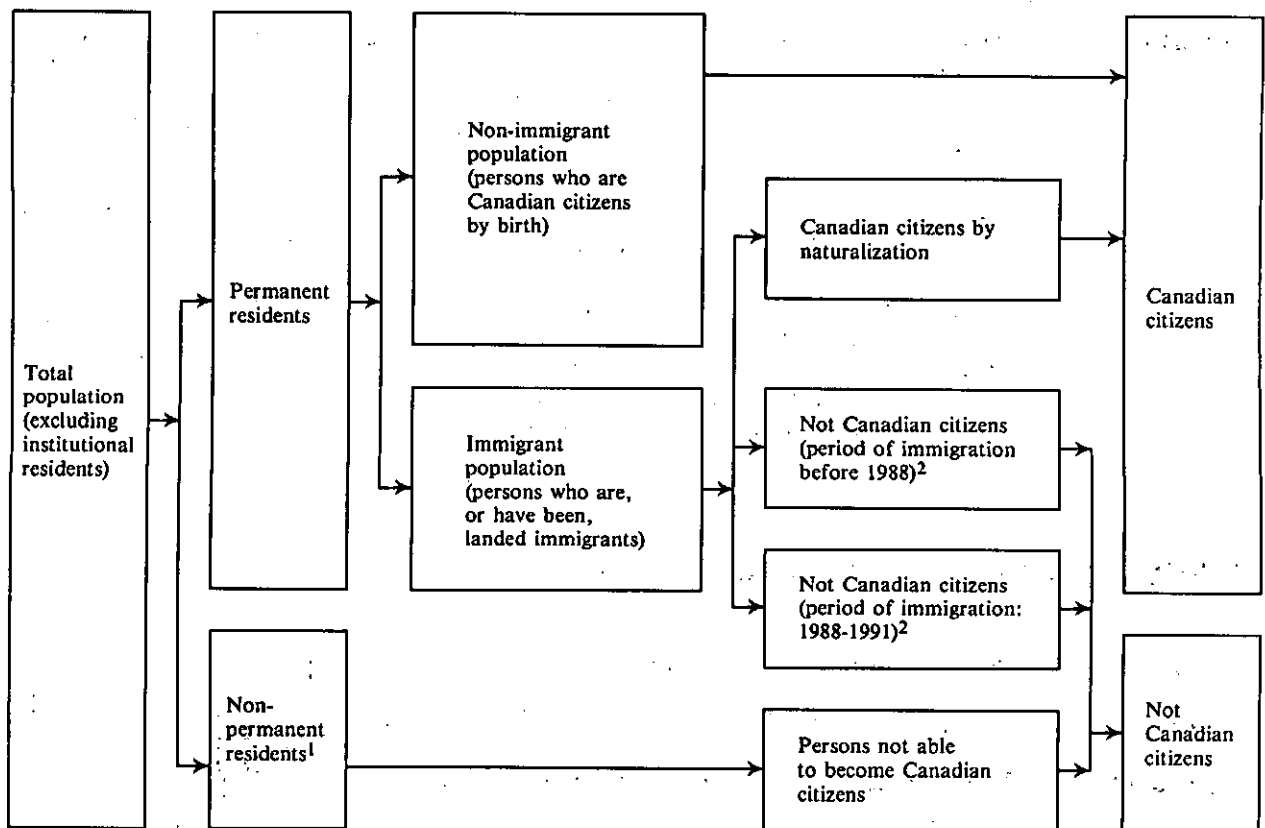 Total
population
(excluding
institutional
residents)
Permanent
residents
Non-
permanent
residents1
Non-immigrant
population
(persons who are
Canadian citizens
by birth)
Immigrant
population
(persons who are,
or have been,
landed immigrants)
Canadian citizens by
naturalization
Not Canadian citizens
(period of immigration
before 1988)2
Not Canadian citizens
(period of immigration:
1988-1991)2
Persons not able
to become Canadian
citizens
Canadian
citizens
Not
Canadian
citizens